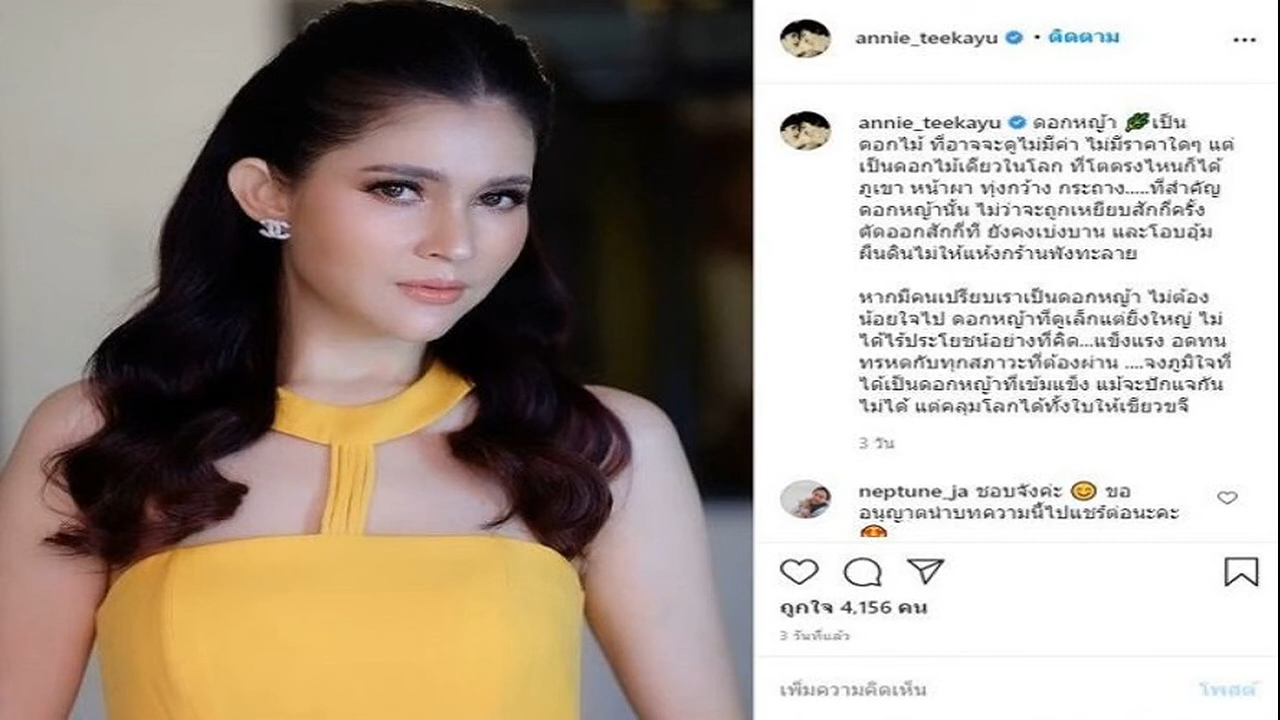 annie_teekayu • ติดตาม
annie_teekayu ดอกหญ้า 🌿เป็น
ดอกไม้ ที่อาจจะดูไม่มีค่า ไม่มีราคาใดๆ แต่
เป็นดอกไม้เดียวในโลก ที่โตตรงไหนก็ได้
ภูเขา หน้าผา ทุ่งกว้าง กระถาง.....ที่สำคัญ
ดอกหญ้านั้น ไม่ว่าจะถูกเหยียบสักกี่ครั้ง
ตัดออกสักกี่ที ยังคงเบ่งบาน และโอบอุ้ม
ผืนดินไม่ให้แห้งกร้านพังทะลาย
หากมีคนเปรียบเราเป็นดอกหญ้า ไม่ต้อง
น้อยใจไป ดอกหญ้าที่ดูเล็กแต่ยิ่งใหญ่ ไม่
ได้ไร้ประโยชน์อย่างที่คิด...แข็งแรง อดทน
ทรหดกับทุกสภาวะที่ต้องผ่าน ....จงภูมิใจที่
ได้เป็นดอกหญ้าที่เข้มแข็ง แม้จะปักแจกัน
ไม่ได้ แต่คลุมโลกได้ทั้งใบให้เขียวขจี
3 วัน
neptune_ja ชอบจังค่ะ 😊 ขอ
อนุญาตนำบทความนี้ไปแชร์ต่อนะคะ
ถูกใจ 4,156 คน
3 วันที่แล้ว
เพิ่มความคิดเห็น
โพสต์